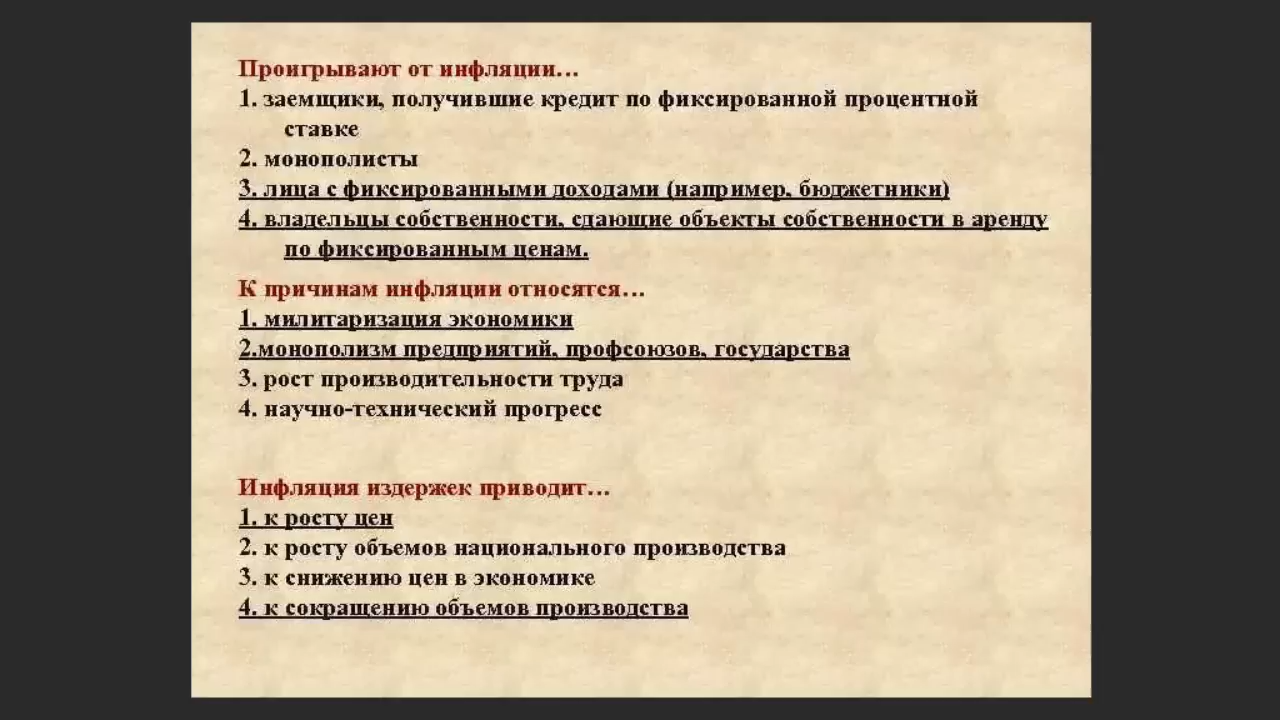 Проигрывают от инфляции…
1. заемщики, получившие кредит по фиксированной процентной
ставке
2. монополисты
3. лица с фиксированными доходами (например, бюджетники)
4. владельцы собственности, сдающие объекты собственности в аренду
по фиксированным ценам.
К причинам инфляции относятся…
1. милитаризация экономики
2.монополизм предприятий, профсоюзов, государства
3. рост производительности труда
4. научно-технический прогресс
Инфляция издержек приводит…
1. к росту цен
2. к росту объемов национального производства
3. к снижению цен в экономике
4. к сокращению объемов производства